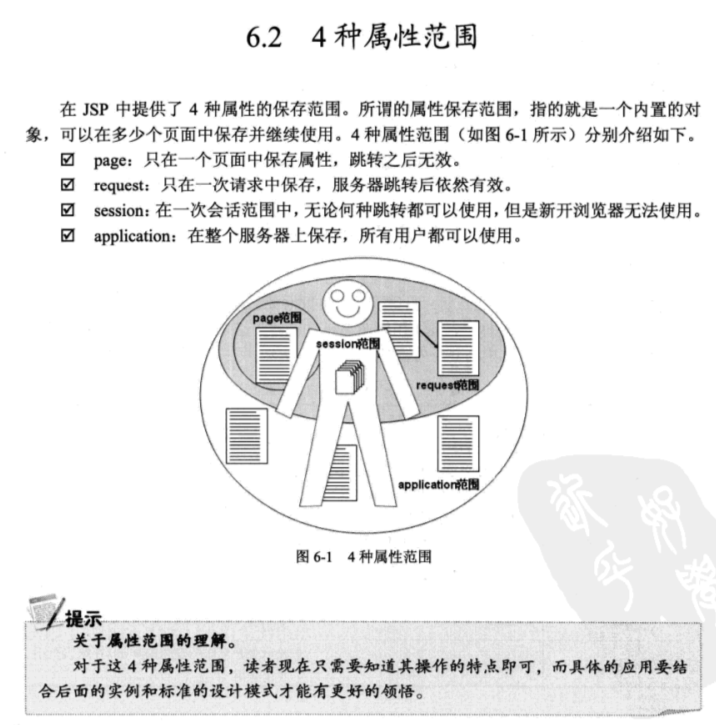 6.2 4 种属性范围
在 JSP 中提供了 4 种属性的保存范围。所谓的属性保存范围，指的就是一个内置的对
象，可以在多少个页面中保存并继续使用。4 种属性范围（如图 6-1 所示）分别介绍如下。
☑ page：只在一个页面中保存属性，跳转之后无效。
☑ request：只在一次请求中保存，服务器跳转后依然有效。
☑ session：在一次会话范围中，无论何种跳转都可以使用，但是新开浏览器无法使用。
☑ application：在整个服务器上保存，所有用户都可以使用。
page范围
session范围
request范围
application范围
图 6-1 4 种属性范围
提示
关于属性范围的理解。
对于这 4 种属性范围，读者现在只需要知道其操作的特点即可，而具体的应用要结
合后面的实例和标准的设计模式才能有更好的领悟。